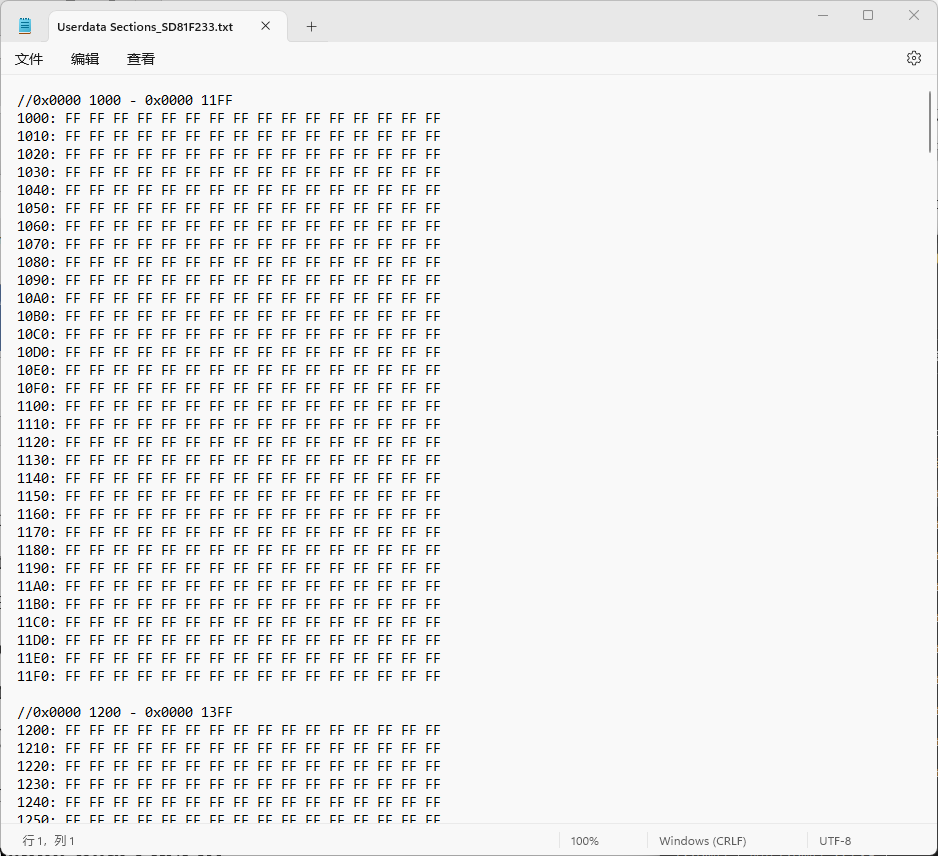 Userdata Sections_SD81F233.txt
文件 编辑 查看
//0x0000 1000 - 0x0000 11FF
1000: FF FF FF FF FF FF FF FF FF FF FF FF FF FF FF FF
1010: FF FF FF FF FF FF FF FF FF FF FF FF FF FF FF FF
1020: FF FF FF FF FF FF FF FF FF FF FF FF FF FF FF FF
1030: FF FF FF FF FF FF FF FF FF FF FF FF FF FF FF FF
1040: FF FF FF FF FF FF FF FF FF FF FF FF FF FF FF FF
1050: FF FF FF FF FF FF FF FF FF FF FF FF FF FF FF FF
1060: FF FF FF FF FF FF FF FF FF FF FF FF FF FF FF FF
1070: FF FF FF FF FF FF FF FF FF FF FF FF FF FF FF FF
1080: FF FF FF FF FF FF FF FF FF FF FF FF FF FF FF FF
1090: FF FF FF FF FF FF FF FF FF FF FF FF FF FF FF FF
10A0: FF FF FF FF FF FF FF FF FF FF FF FF FF FF FF FF
10B0: FF FF FF FF FF FF FF FF FF FF FF FF FF FF FF FF
10C0: FF FF FF FF FF FF FF FF FF FF FF FF FF FF FF FF
10D0: FF FF FF FF FF FF FF FF FF FF FF FF FF FF FF FF
10E0: FF FF FF FF FF FF FF FF FF FF FF FF FF FF FF FF
10F0: FF FF FF FF FF FF FF FF FF FF FF FF FF FF FF FF
1100: FF FF FF FF FF FF FF FF FF FF FF FF FF FF FF FF
1110: FF FF FF FF FF FF FF FF FF FF FF FF FF FF FF FF
1120: FF FF FF FF FF FF FF FF FF FF FF FF FF FF FF FF
1130: FF FF FF FF FF FF FF FF FF FF FF FF FF FF FF FF
1140: FF FF FF FF FF FF FF FF FF FF FF FF FF FF FF FF
1150: FF FF FF FF FF FF FF FF FF FF FF FF FF FF FF FF
1160: FF FF FF FF FF FF FF FF FF FF FF FF FF FF FF FF
1170: FF FF FF FF FF FF FF FF FF FF FF FF FF FF FF FF
1180: FF FF FF FF FF FF FF FF FF FF FF FF FF FF FF FF
1190: FF FF FF FF FF FF FF FF FF FF FF FF FF FF FF FF
11A0: FF FF FF FF FF FF FF FF FF FF FF FF FF FF FF FF
11B0: FF FF FF FF FF FF FF FF FF FF FF FF FF FF FF FF
11C0: FF FF FF FF FF FF FF FF FF FF FF FF FF FF FF FF
11D0: FF FF FF FF FF FF FF FF FF FF FF FF FF FF FF FF
11E0: FF FF FF FF FF FF FF FF FF FF FF FF FF FF FF FF
11F0: FF FF FF FF FF FF FF FF FF FF FF FF FF FF FF FF
//0x0000 1200 - 0x0000 13FF
1200: FF FF FF FF FF FF FF FF FF FF FF FF FF FF FF FF
1210: FF FF FF FF FF FF FF FF FF FF FF FF FF FF FF FF
1220: FF FF FF FF FF FF FF FF FF FF FF FF FF FF FF FF
1230: FF FF FF FF FF FF FF FF FF FF FF FF FF FF FF FF
1240: FF FF FF FF FF FF FF FF FF FF FF FF FF FF FF FF
1250: FF FF FF FF FF FF FF FF FF FF FF FF FF FF FF FF
行 1, 列 1 100% Windows (CRLF) UTF-8